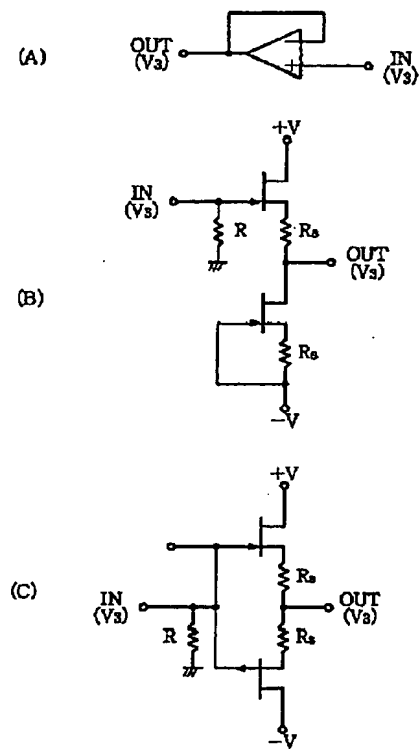 (A)
OUT
(V3)
IN
(V3)
(B)
+V
IN
(V3)
R
Rs
OUT
(V3)
Rs
−V
(C)
+V
Rs
IN
(V3)
R
OUT
(V3)
Rs
−V